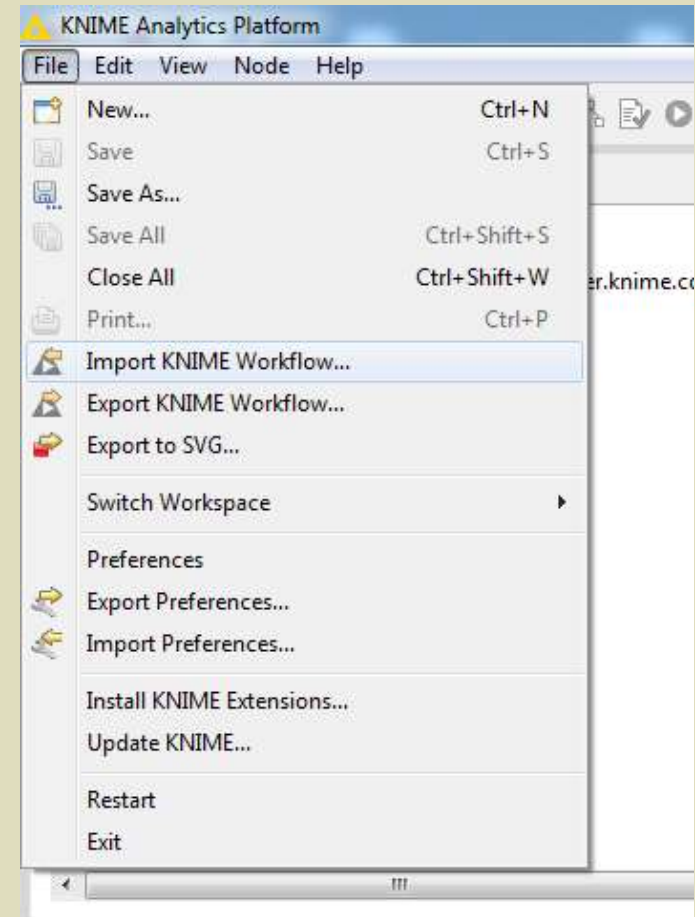 KNIME Analytics Platform
File Edit View Node Help
New... Ctrl+N
Save Ctrl+S
Save As...
Save All Ctrl+Shift+S
Close All Ctrl+Shift+W
er.knime.co
Print... Ctrl+P
Import KNIME Workflow...
Export KNIME Workflow...
Export to SVG...
Switch Workspace
Preferences
Export Preferences...
Import Preferences...
Install KNIME Extensions...
Update KNIME...
Restart
Exit